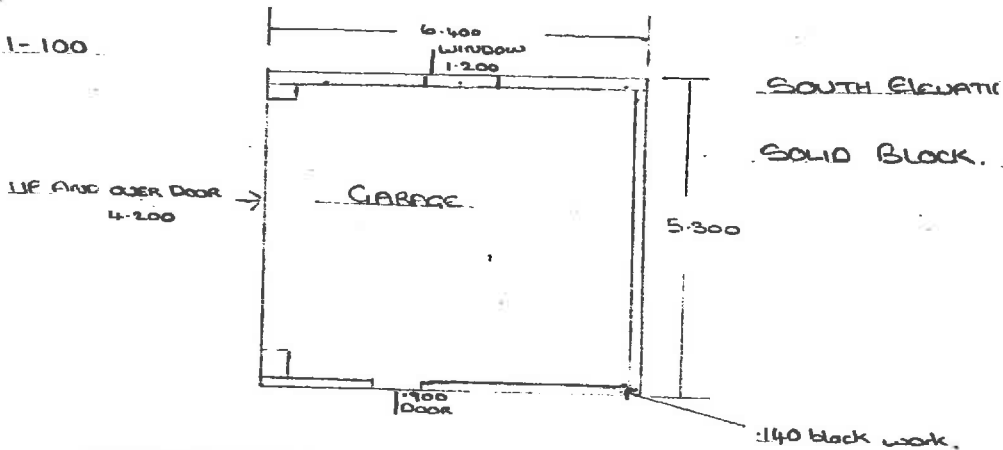 1-100
6.400
WINDOW
1.200
SOUTH ELEVATIO
SOLID BLOCK.
UP AND OVER DOOR
4.200
GARAGE
5.300
.900
DOOR
.140 block work.